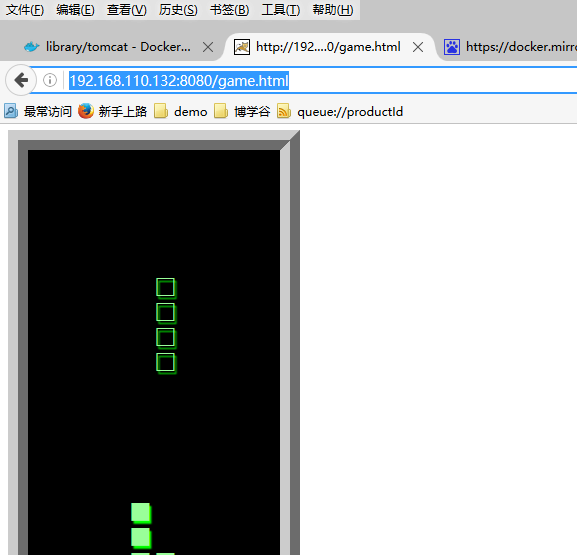 文件(F) 编辑(E) 查看(V) 历史(S) 书签(B) 工具(T) 帮助(H)
library/tomcat - Docker... http://192....0/game.html https://docker.mirro
192.168.110.132:8080/game.html
最常访问 新手上路 demo 博学谷 queue://productId